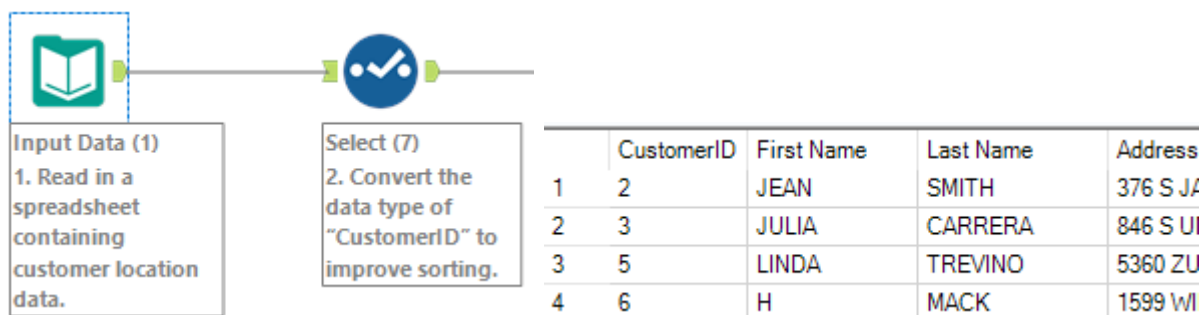 Input Data (1)
1. Read in a
spreadsheet
containing
customer location
data.
Select (7)
2. Convert the
data type of
“CustomerID” to
improve sorting.
CustomerID First Name Last Name Address
1 2 JEAN SMITH 376 S JA
2 3 JULIA CARRERA 846 S
3 5 LINDA TREVINO 5360 ZU
4 6 H MACK 1599 WI